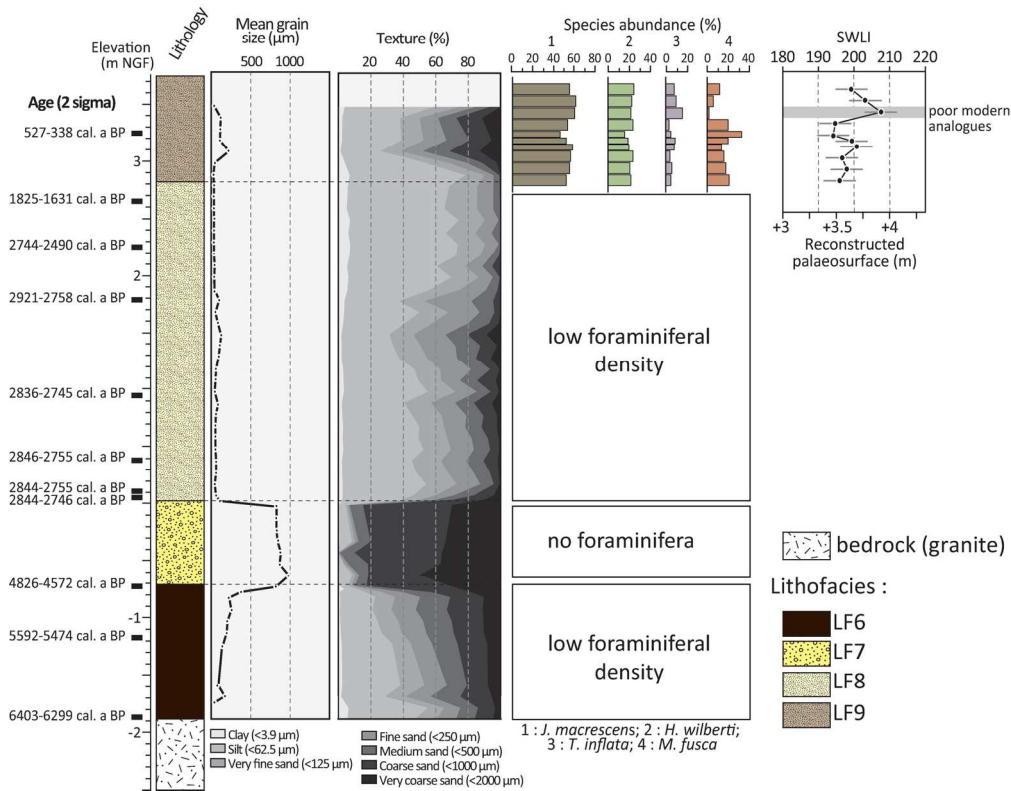 Elevation
(m NGF)
Lithology
Mean grain
size (µm)
0 500 1000
Texture (%)
20 40 60 80
Species abundance (%)
1 2 3 4
0 20 40 60 80
0 20 40
0 20
0 20 40
SWLI
190 200 210 220
Age (2 sigma)
527-338 cal. a BP
3
1825-1631 cal. a BP
2744-2490 cal. a BP
2
2921-2758 cal. a BP
2836-2745 cal. a BP
2846-2755 cal. a BP
2844-2755 cal. a BP
2844-2746 cal. a BP
4826-4572 cal. a BP
-1
5592-5474 cal. a BP
6403-6299 cal. a BP
-2
poor modern
analogues
+3 +3.5 +4
Reconstructed
palaeosurface (m)
low foraminiferal
density
no foraminifera
low foraminiferal
density
bedrock (granite)
Lithofacies :
LF6
LF7
LF8
LF9
Clay (<3.9 µm)
Silt (<62.5 µm)
Very fine sand (<125 µm)
Fine sand (<250 µm)
Medium sand (<500 µm)
Coarse sand (<1000 µm)
Very coarse sand (<2000 µm)
1 : J. macrescens; 2 : H. wilberti;
3 : T. inflata; 4 : M. fusca